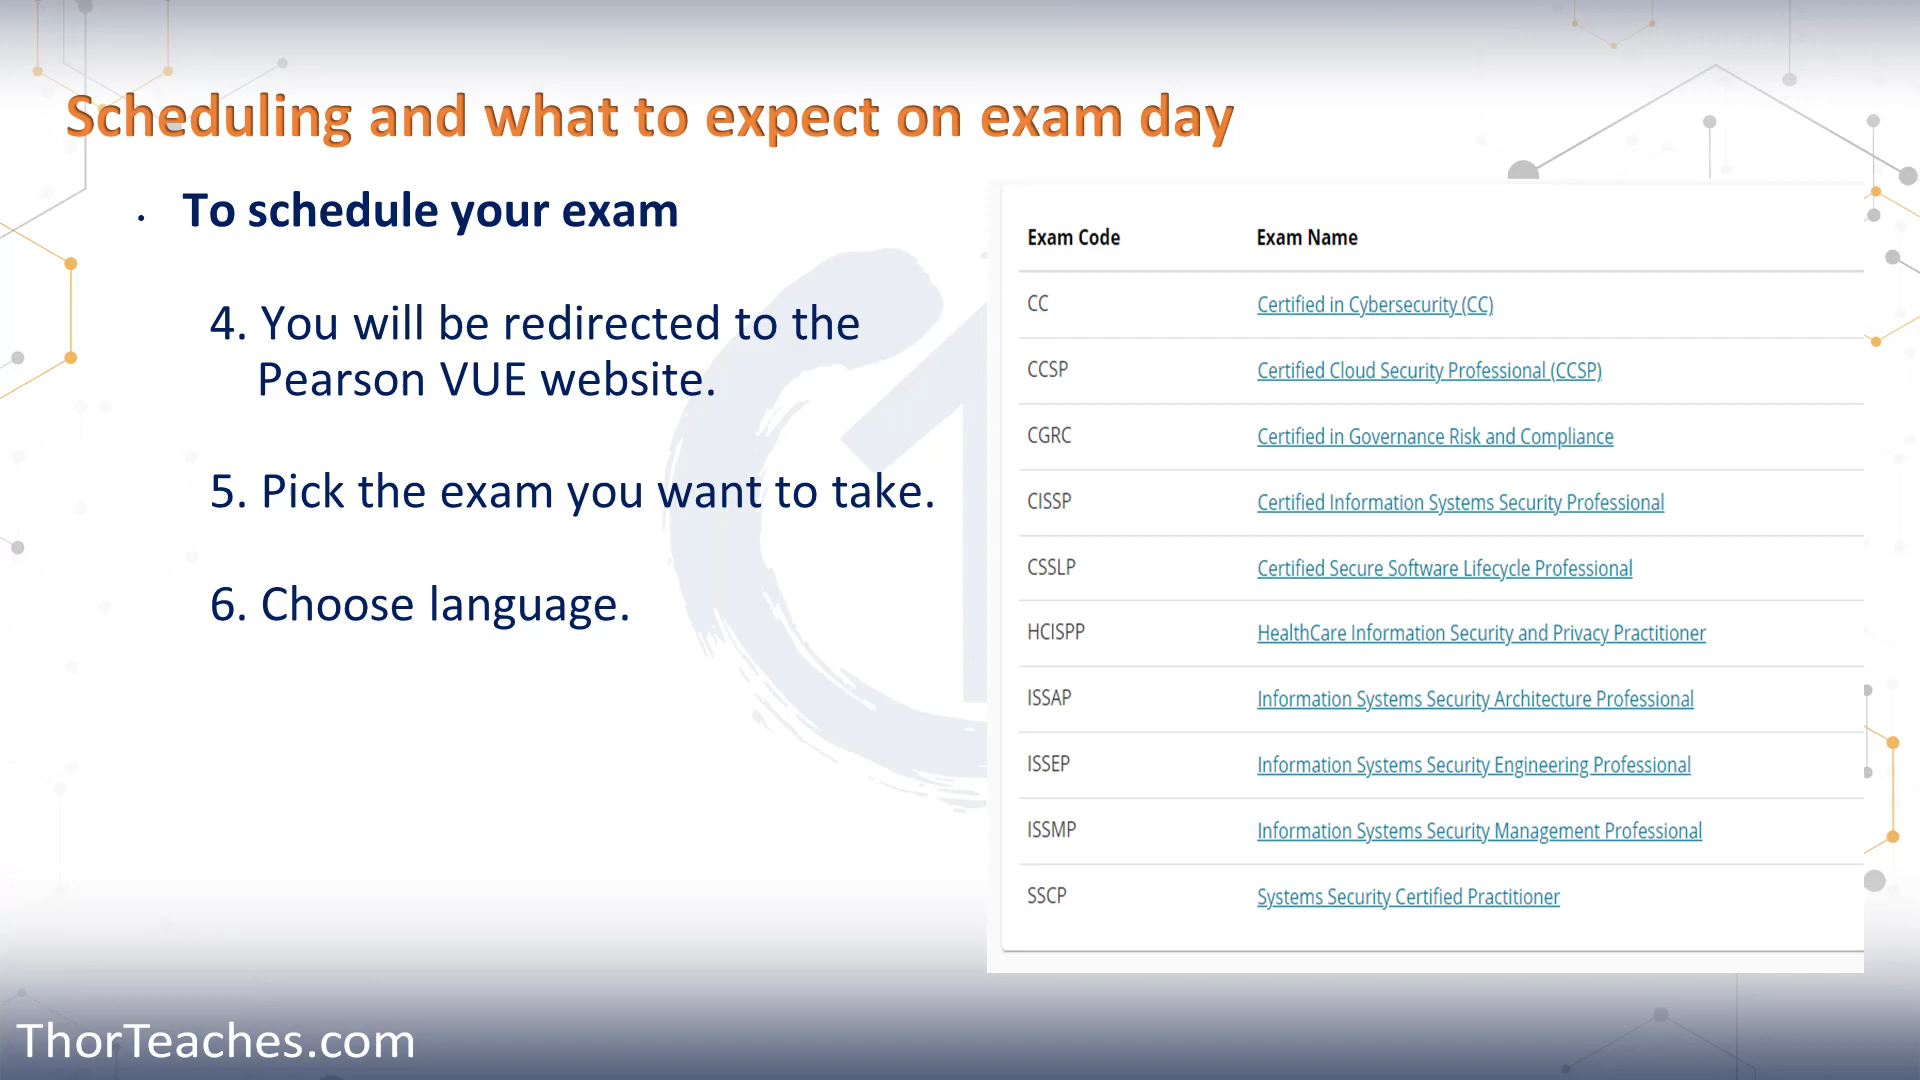 Scheduling and what to expect on exam day
• To schedule your exam
4. You will be redirected to the
Pearson VUE website.
5. Pick the exam you want to take.
6. Choose language.
Exam Code Exam Name
CC Certified in Cybersecurity (CC)
CCSP Certified Cloud Security Professional (CCSP)
CGRC Certified in Governance Risk and Compliance
CISSP Certified Information Systems Security Professional
CSSLP Certified Secure Software Lifecycle Professional
HCISPP HealthCare Information Security and Privacy Practitioner
ISSAP Information Systems Security Architecture Professional
ISSEP Information Systems Security Engineering Professional
ISSMP Information Systems Security Management Professional
SSCP Systems Security Certified Practitioner
ThorTeaches.com